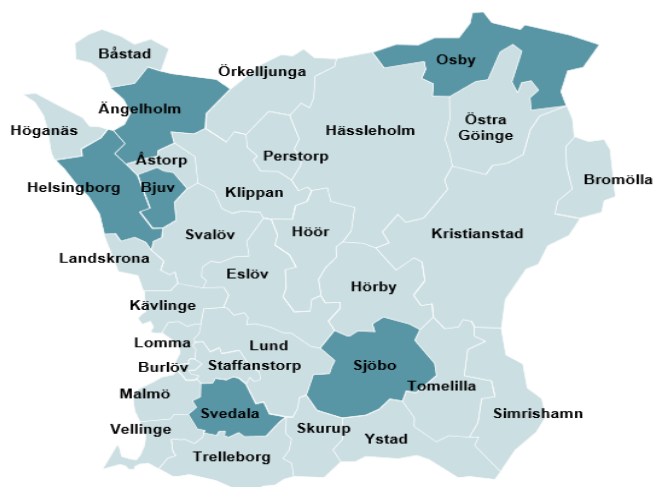 Båstad
Örkelljunga
Osby
Ängelholm
Höganäs
Hässleholm
Östra
Göinge
Åstorp
Perstorp
Helsingborg
Bjuv
Klippan
Bromölla
Svalöv
Höör
Kristianstad
Landskrona
Eslöv
Hörby
Kävlinge
Lomma
Lund
Burlöv
Staffanstorp
Sjöbo
Malmö
Tomelilla
Svedala
Simrishamn
Vellinge
Skurup
Ystad
Trelleborg